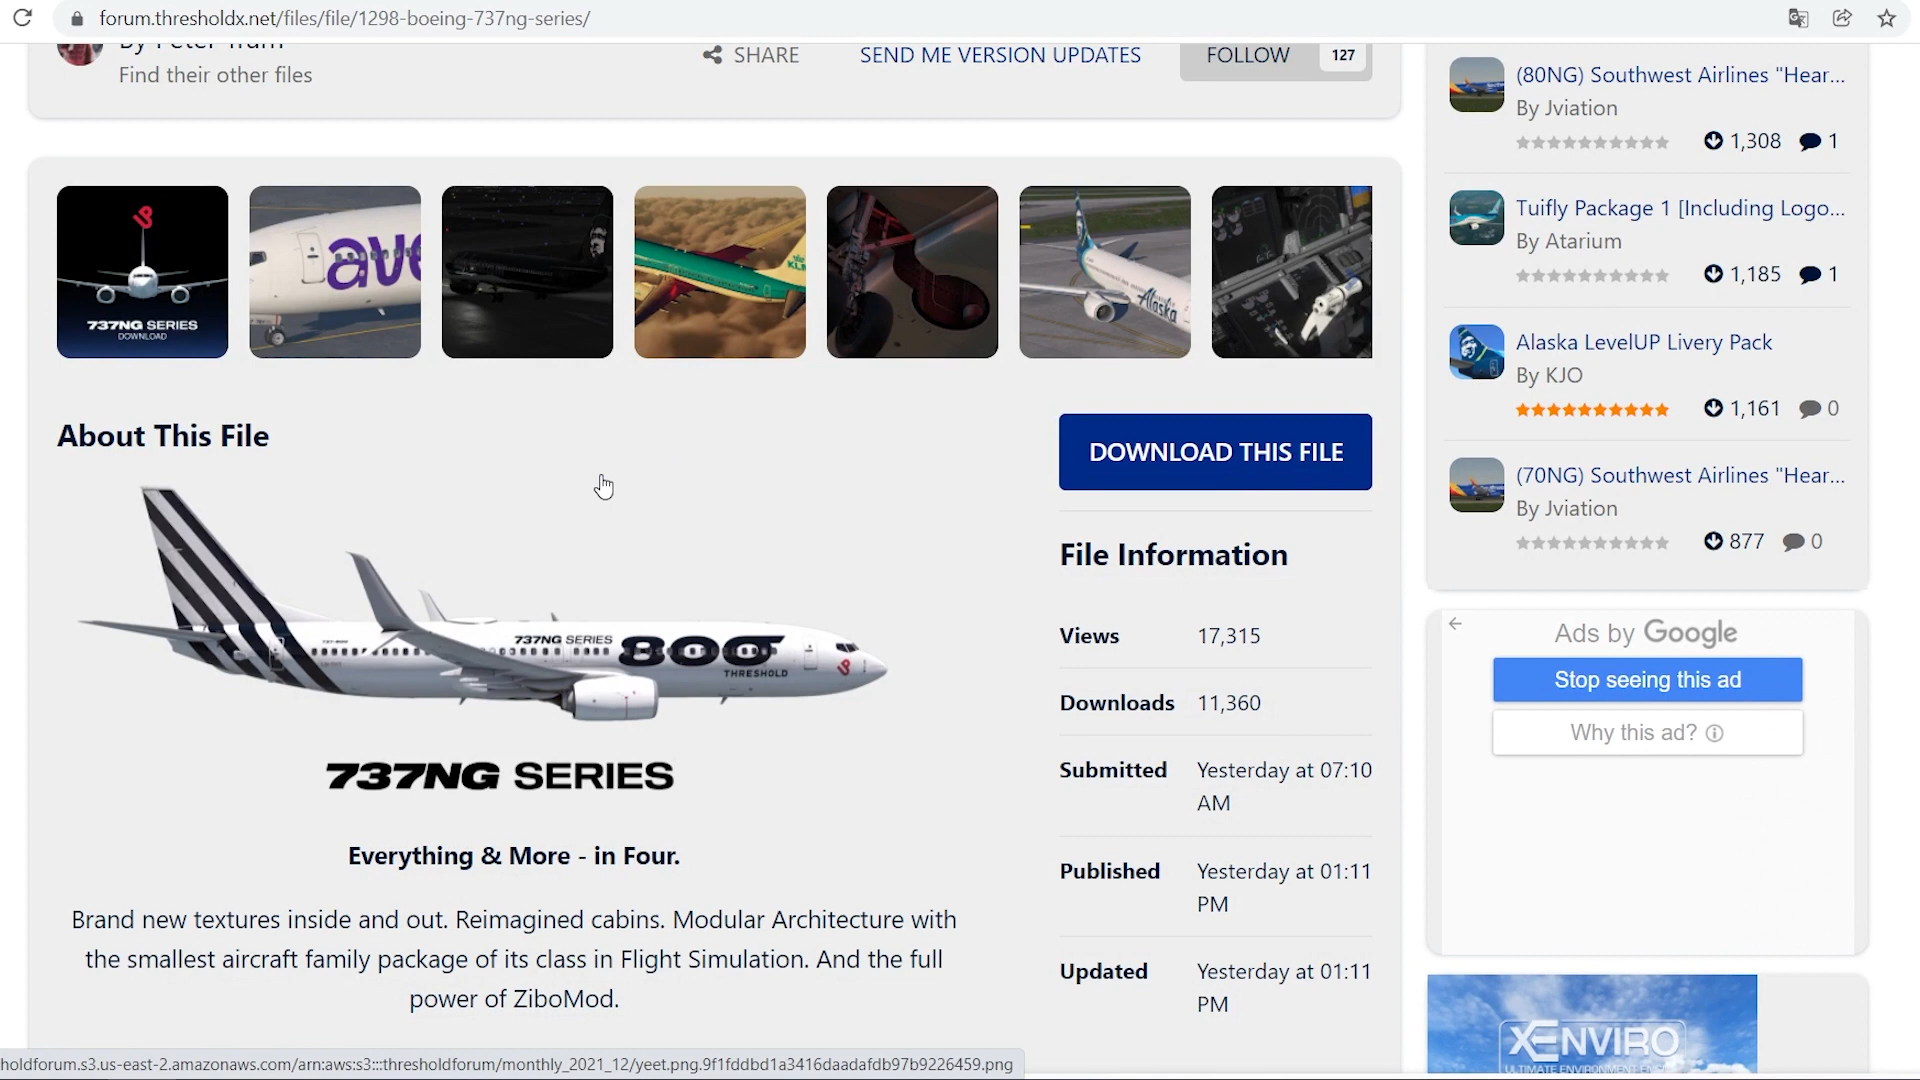 forum.thresholdx.net/files/file/1298-boeing-737ng-series/
By Peter Tram
Find their other files
SHARE
SEND ME VERSION UPDATES
FOLLOW
127
737NG SERIES
DOWNLOAD
ave
KLM
Alaska
About This File
DOWNLOAD THIS FILE
737NG SERIES
800
THRESHOLD
737NG SERIES
Everything & More - in Four.
Brand new textures inside and out. Reimagined cabins. Modular Architecture with
the smallest aircraft family package of its class in Flight Simulation. And the full
power of ZiboMod.
File Information
Views 17,315
Downloads 11,360
Submitted Yesterday at 07:10
AM
Published Yesterday at 01:11
PM
Updated Yesterday at 01:11
PM
(80NG) Southwest Airlines "Hear...
By Jviation
1,308 1
Tuifly Package 1 [Including Logo...
By Atarium
1,185 1
Alaska LevelUP Livery Pack
By KJO
1,161 0
(70NG) Southwest Airlines "Hear...
By Jviation
877 0
Ads by Google
Stop seeing this ad
Why this ad?
XENVIRO
holdforum.s3.us-east-2.amazonaws.com/arn:aws:s3:::thresholdforum/monthly_2021_12/yeet.png.9f1fddbd1a3416daadafdb97b9226459.png